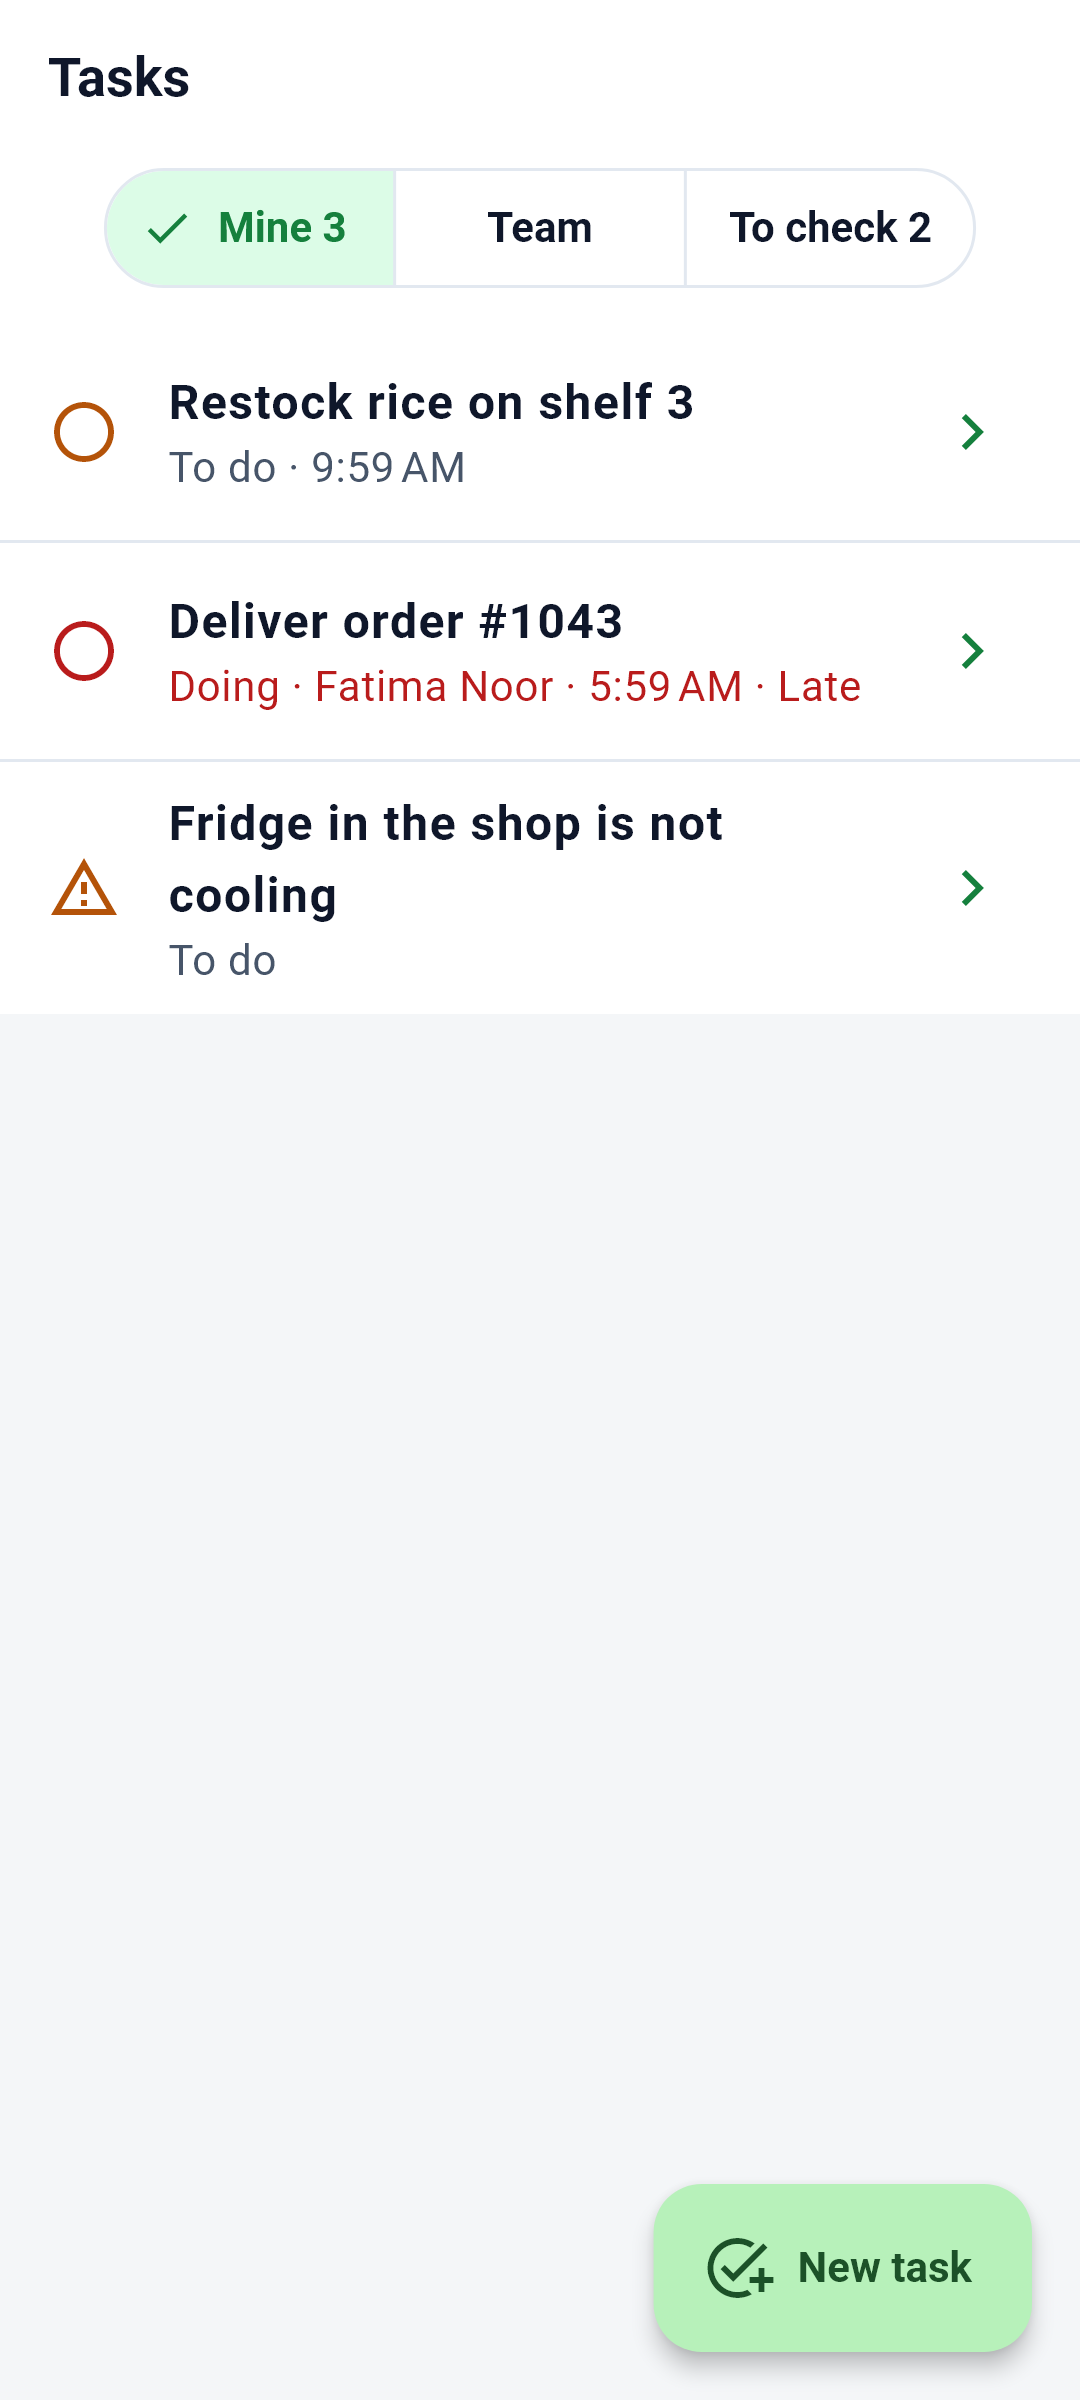 Tasks
Mine 3
Team
To check 2
Restock rice on shelf 3
To do · 9:59 AM
Deliver order #1043
Doing · Fatima Noor · 5:59 AM · Late
Fridge in the shop is not
cooling
To do
New task